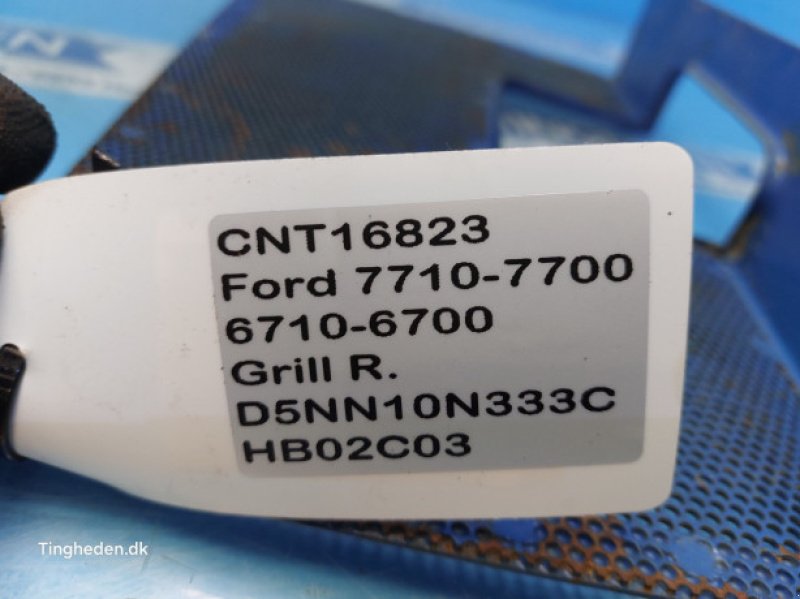 CNT16823
Ford 7710-7700
6710-6700
Grill R.
D5NN10N333C
HB02C03
Tingheden.dk